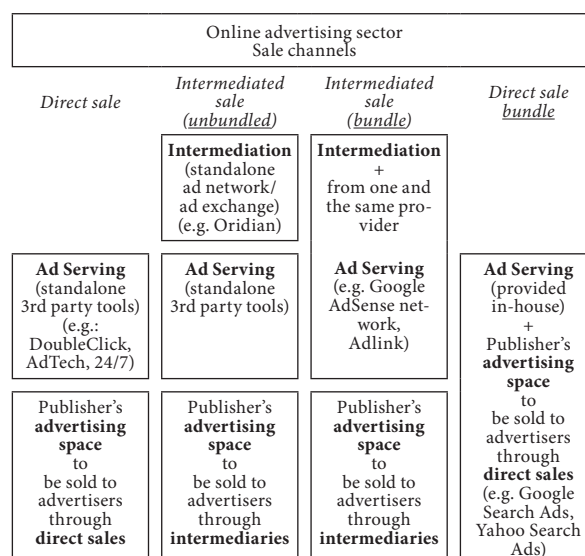 Online advertising sector
Sale channels
Direct sale
Intermediated
sale
(unbundled)
Intermediated
sale
(bundle)
Direct sale
bundle
Intermediation
(standalone
ad network/
ad exchange)
(e.g. Oridian)
Intermediation
+
from one and
the same pro-
vider
Ad Serving
(standalone
3rd party tools)
(e.g.:
DoubleClick,
AdTech, 24/7)
Ad Serving
(standalone
3rd party tools)
Ad Serving
(e.g. Google
AdSense net-
work,
Adlink)
Ad Serving
(provided
in-house)
+
Publisher's
advertising
space
to
be sold to
advertisers
through
direct sales
(e.g. Google
Search Ads,
Yahoo Search
Ads)
Publisher's
advertising
space
to
be sold to
advertisers
through
direct sales
Publisher's
advertising
space
to
be sold to
advertisers
through
intermediaries
Publisher's
advertising
space
to
be sold to
advertisers
through
intermediaries